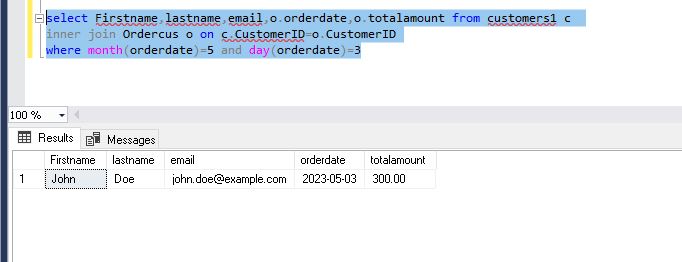 select Firstname,lastname,email,o.orderdate,o.totalamount from customers1 c
inner join Ordercus o on c.CustomerID=o.CustomerID
where month(orderdate)=5 and day(orderdate)=3
100 %
Results Messages
Firstname lastname email orderdate totalamount
1 John Doe john.doe@example.com 2023-05-03 300.00